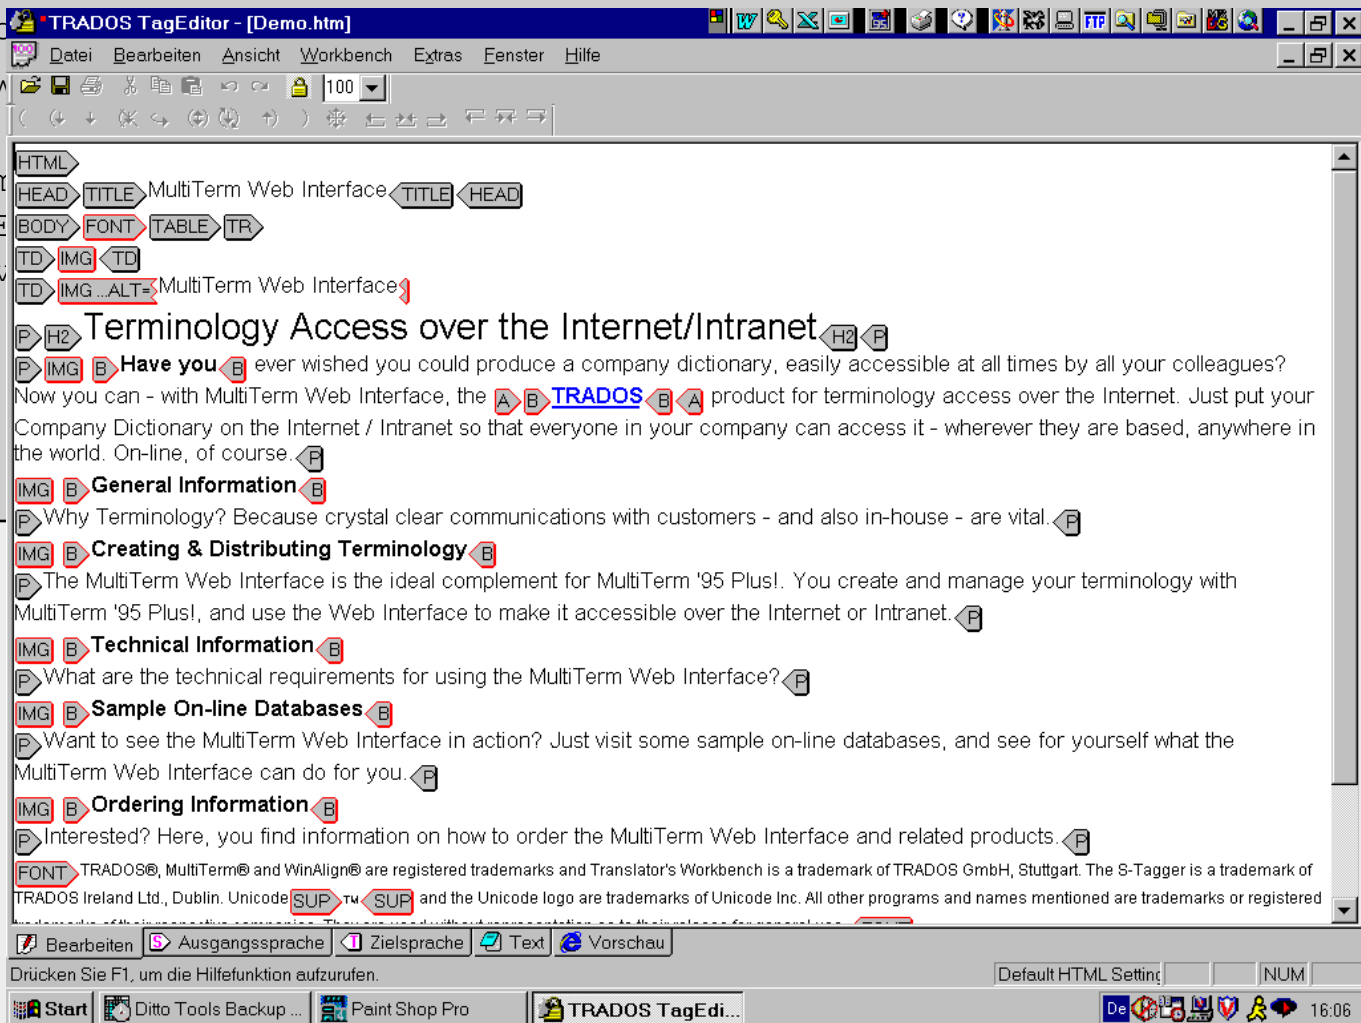 TRADOS TagEditor - [Demo.htm]
Datei Bearbeiten Ansicht Workbench Extras Fenster Hilfe
100
HTML
HEAD TITLE MultiTerm Web Interface TITLE HEAD
BODY FONT TABLE TR
TD IMG TD
TD IMG ...ALT= MultiTerm Web Interface
P H2 Terminology Access over the Internet/Intranet H2 P
P IMG B Have you B ever wished you could produce a company dictionary, easily accessible at all times by all your colleagues?
Now you can - with MultiTerm Web Interface, the A B TRADOS B A product for terminology access over the Internet. Just put your
Company Dictionary on the Internet / Intranet so that everyone in your company can access it - wherever they are based, anywhere in
the world. On-line, of course. P
IMG B General Information B
P Why Terminology? Because crystal clear communications with customers - and also in-house - are vital. P
IMG B Creating & Distributing Terminology B
P The MultiTerm Web Interface is the ideal complement for MultiTerm '95 Plus!. You create and manage your terminology with
MultiTerm '95 Plus!, and use the Web Interface to make it accessible over the Internet or Intranet. P
IMG B Technical Information B
P What are the technical requirements for using the MultiTerm Web Interface? P
IMG B Sample On-line Databases B
P Want to see the MultiTerm Web Interface in action? Just visit some sample on-line databases, and see for yourself what the
MultiTerm Web Interface can do for you. P
IMG B Ordering Information B
P Interested? Here, you find information on how to order the MultiTerm Web Interface and related products. P
FONT TRADOS®, MultiTerm® and WinAlign® are registered trademarks and Translator's Workbench is a trademark of TRADOS GmbH, Stuttgart. The S-Tagger is a trademark of
TRADOS Ireland Ltd., Dublin. Unicode SUP ™ SUP and the Unicode logo are trademarks of Unicode Inc. All other programs and names mentioned are trademarks or registered
Bearbeiten Ausgangssprache Zielsprache Text Vorschau
Drücken Sie F1, um die Hilfefunktion aufzurufen. Default HTML Setting NUM
Start Ditto Tools Backup ... Paint Shop Pro TRADOS TagEdi... De 16:06